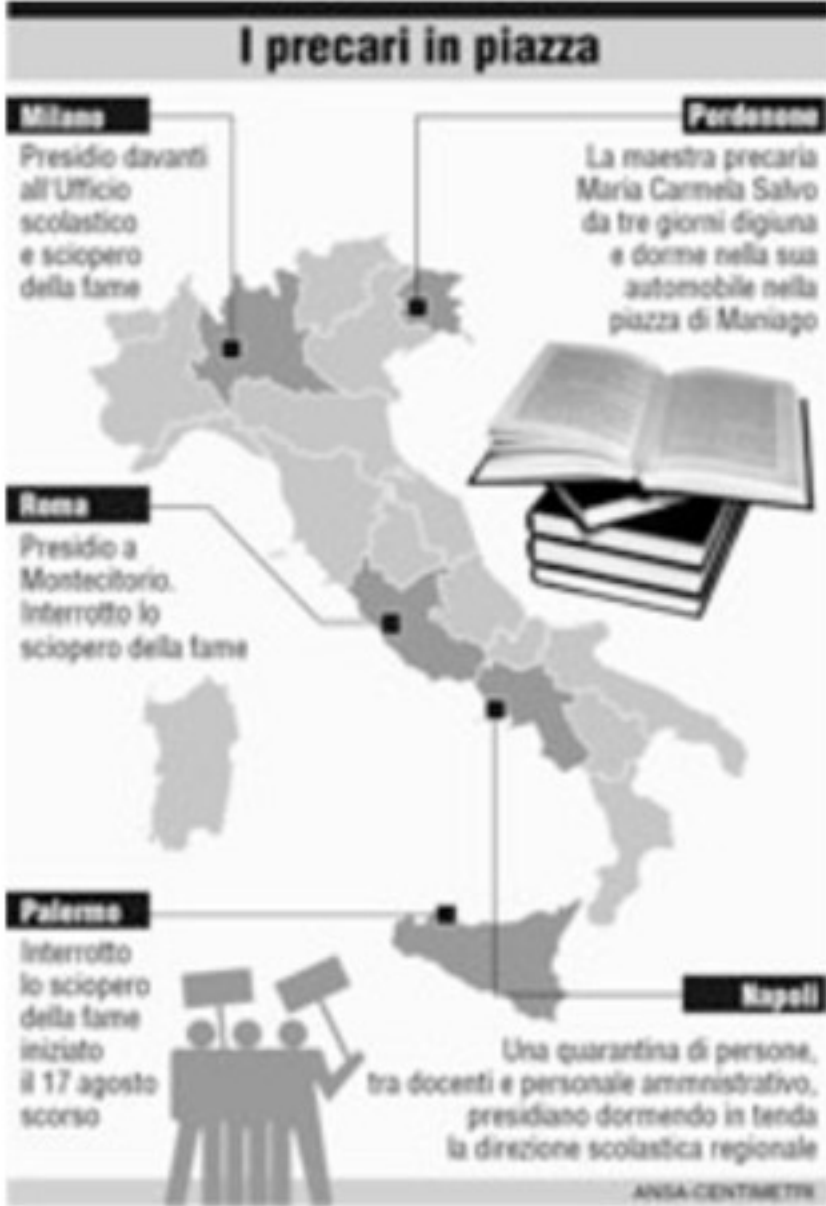 I precari in piazza
Milano
Presidio davanti
all'Ufficio
scolastico
e sciopero
della fame
Pordenone
La maestra precaria
Maria Carmela Salvo
da tre giorni digiuna
e dorme nella sua
automobile nella
piazza di Maniago
Roma
Presidio a
Montecitorio.
Interrotto lo
sciopero della fame
Palermo
Interrotto
lo sciopero
della fame
iniziato
il 17 agosto
scorso
Napoli
Una quarantina di persone,
tra docenti e personale ammnistrativo,
presidiano dormendo in tenda
la direzione scolastica regionale
ANSA-CENTIMETRI